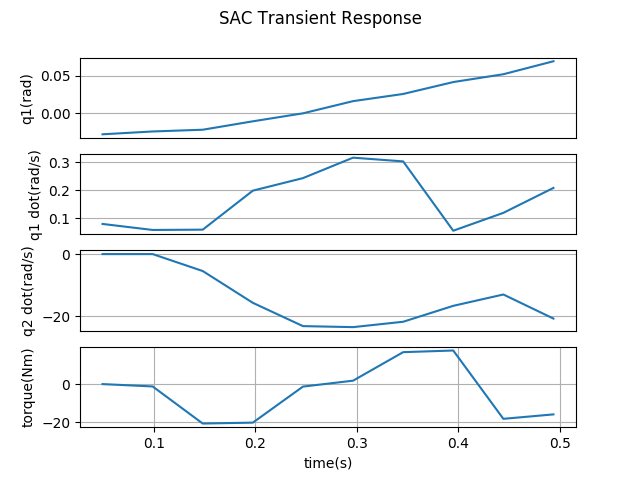 SAC Transient Response
q1(rad)
0.05
0.00
q1 dot(rad/s)
0.3
0.2
0.1
q2 dot(rad/s)
0
−20
torque(Nm)
0
−20
0.1 0.2 0.3 0.4 0.5
time(s)